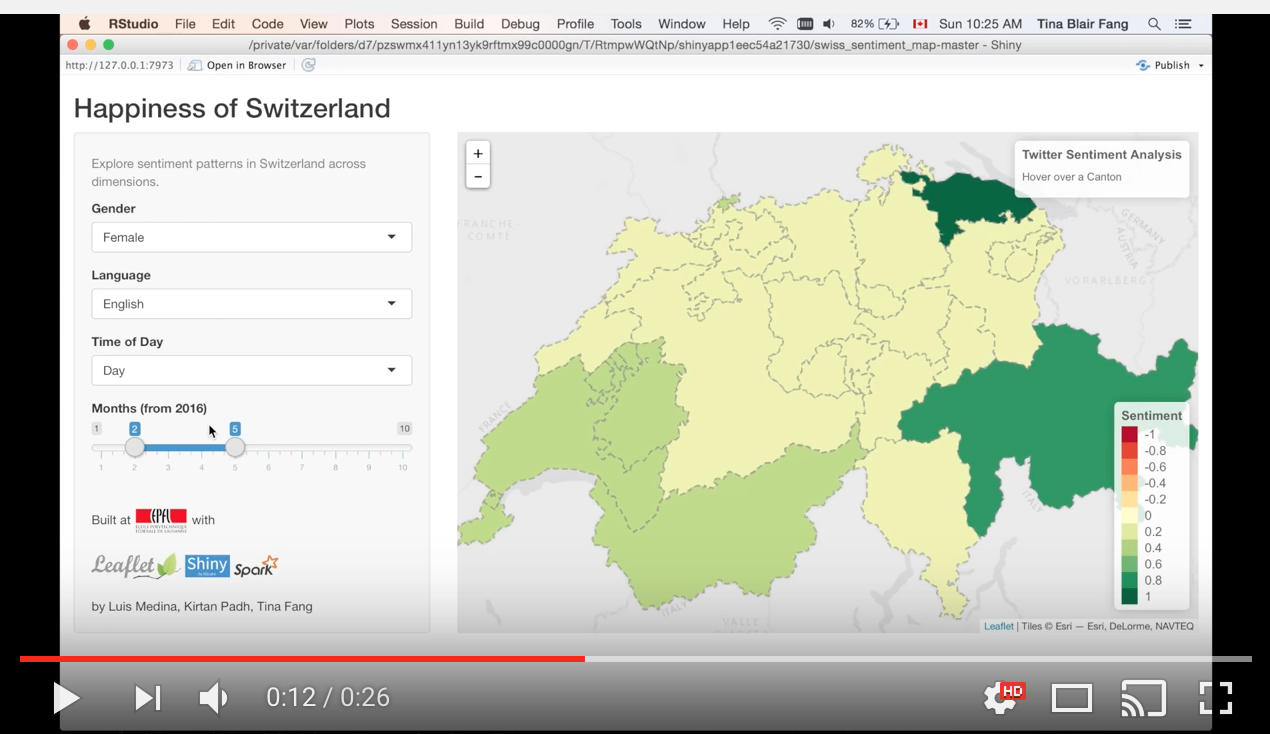 RStudio File Edit Code View Plots Session Build Debug Profile Tools Window Help 82% Sun 10:25 AM Tina Blair Fang
/private/var/folders/d7/pzswmx411yn13yk9rftmx99c0000gn/T/RtmpwWQtNp/shinyapp1eec54a21730/swiss_sentiment_map-master - Shiny
http://127.0.0.1:7973 Open in Browser Publish
Happiness of Switzerland
Explore sentiment patterns in Switzerland across
dimensions.
Gender
Female
Language
English
Time of Day
Day
Months (from 2016)
1 2 5 10
1 2 3 4 5 6 7 8 9 10
Built at EPFL with
Leaflet Shiny Spark
by Luis Medina, Kirtan Padh, Tina Fang
+
−
Twitter Sentiment Analysis
Hover over a Canton
FRANCHE-
COMTE
GERMANY
AUSTRIA
VORARLBERG
FRANCE
ITALY
ITALY
VALLE
Sentiment
-1
-0.8
-0.6
-0.4
-0.2
0
0.2
0.4
0.6
0.8
1
Leaflet | Tiles © Esri — Esri, DeLorme, NAVTEQ
0:12 / 0:26
HD